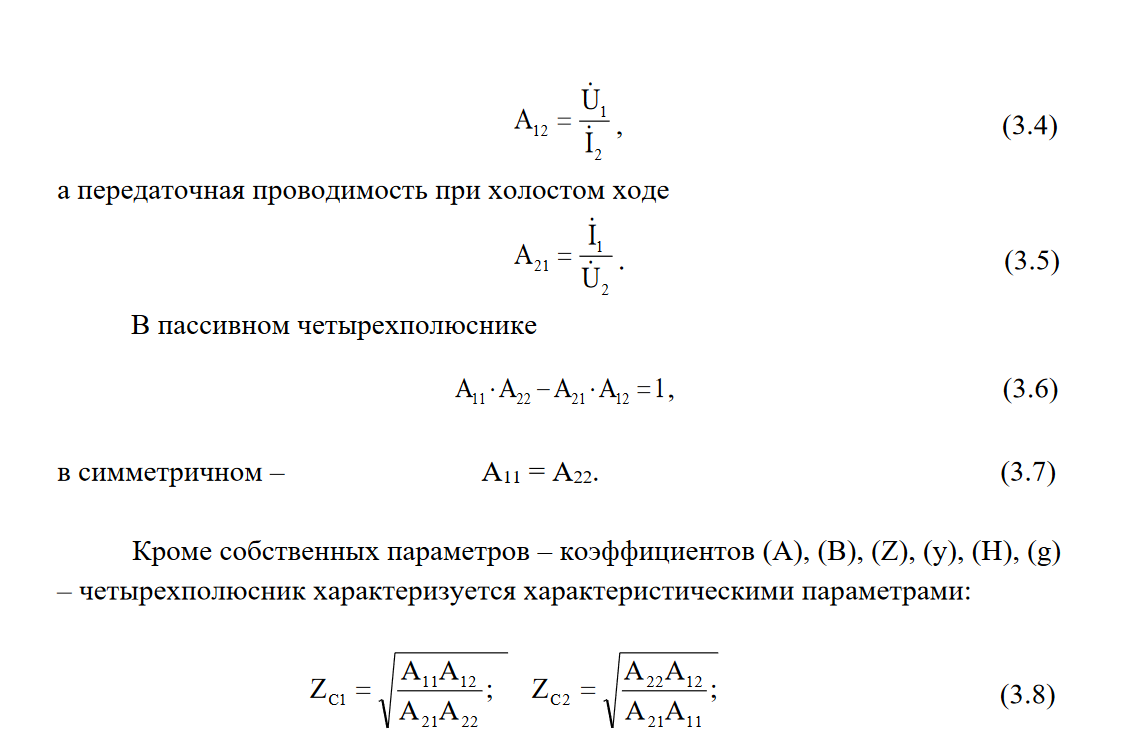 A₁₂ = U̇₁ / İ₂ , (3.4)
а передаточная проводимость при холостом ходе
A₂₁ = İ₁ / U̇₂ . (3.5)
В пассивном четырехполюснике
A₁₁ · A₂₂ − A₂₁ · A₁₂ = 1, (3.6)
в симметричном – A₁₁ = A₂₂. (3.7)
Кроме собственных параметров – коэффициентов (A), (B), (Z), (y), (H), (g)
– четырехполюсник характеризуется характеристическими параметрами:
Z_C1 = √(A₁₁A₁₂ / A₂₁A₂₂) ; Z_C2 = √(A₂₂A₁₂ / A₂₁A₁₁) ; (3.8)